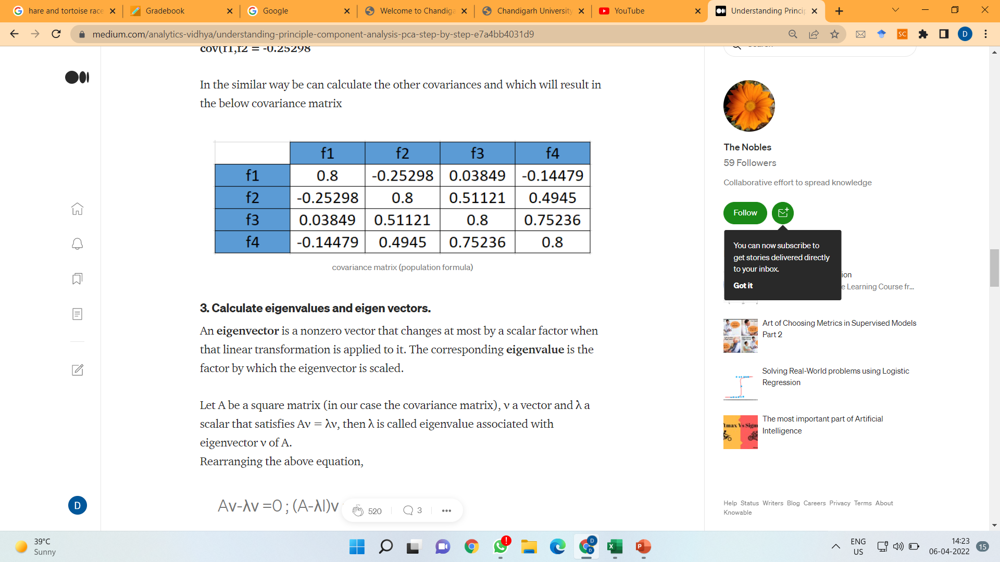 hare and tortoise race
Gradebook
Google
Welcome to Chandiga
Chandigarh University
YouTube
Understanding Princip
medium.com/analytics-vidhya/understanding-principle-component-analysis-pca-step-by-step-e7a4bb4031d9
SC
D
cov(f1,f2 = -0.25298
In the similar way be can calculate the other covariances and which will result in
the below covariance matrix
f1 f2 f3 f4
f1 0.8 -0.25298 0.03849 -0.14479
f2 -0.25298 0.8 0.51121 0.4945
f3 0.03849 0.51121 0.8 0.75236
f4 -0.14479 0.4945 0.75236 0.8
covariance matrix (population formula)
3. Calculate eigenvalues and eigen vectors.
An eigenvector is a nonzero vector that changes at most by a scalar factor when
that linear transformation is applied to it. The corresponding eigenvalue is the
factor by which the eigenvector is scaled.
Let A be a square matrix (in our case the covariance matrix), ν a vector and λ a
scalar that satisfies Aν = λν, then λ is called eigenvalue associated with
eigenvector ν of A.
Rearranging the above equation,
Aν-λν =0 ; (A-λI)ν
520
3
D
The Nobles
59 Followers
Collaborative effort to spread knowledge
Follow
You can now subscribe to
get stories delivered directly
to your inbox.
Got it
ion
e Learning Course fr...
Art of Choosing Metrics in Supervised Models
Part 2
Solving Real-World problems using Logistic
Regression
tmax Vs Sigm
The most important part of Artificial
Intelligence
Help Status Writers Blog Careers Privacy Terms About
Knowable
39°C
Sunny
ENG
US
14:23
06-04-2022
15